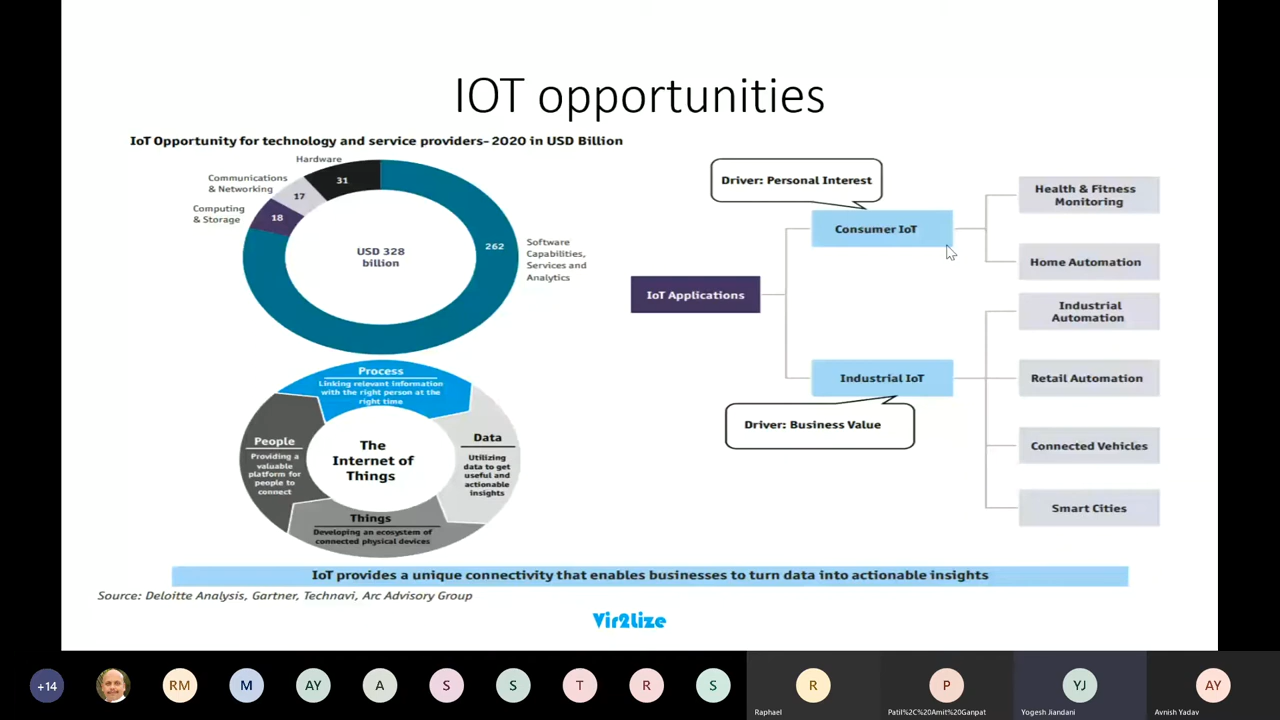 IOT opportunities
IoT Opportunity for technology and service providers- 2020 in USD Billion
Hardware
31
Communications
& Networking
17
Computing
& Storage
18
USD 328
billion
262
Software
Capabilities,
Services and
Analytics
Process
Linking relevant information
with the right person at the
right time
People
Providing a
valuable
platform for
people to
connect
The
Internet of
Things
Data
Utilizing
data to get
useful and
actionable
insights
Things
Developing an ecosystem of
connected physical devices
Driver: Personal Interest
Consumer IoT
IoT Applications
Industrial IoT
Driver: Business Value
Health & Fitness
Monitoring
Home Automation
Industrial
Automation
Retail Automation
Connected Vehicles
Smart Cities
IoT provides a unique connectivity that enables businesses to turn data into actionable insights
Source: Deloitte Analysis, Gartner, Technavi, Arc Advisory Group
Vir2Lize
+14
RM
M
AY
A
S
S
T
R
S
R
Raphael
P
Patil%2C%20Amit%20Ganpat
YJ
Yogesh Jiandani
AY
Avnish Yadav